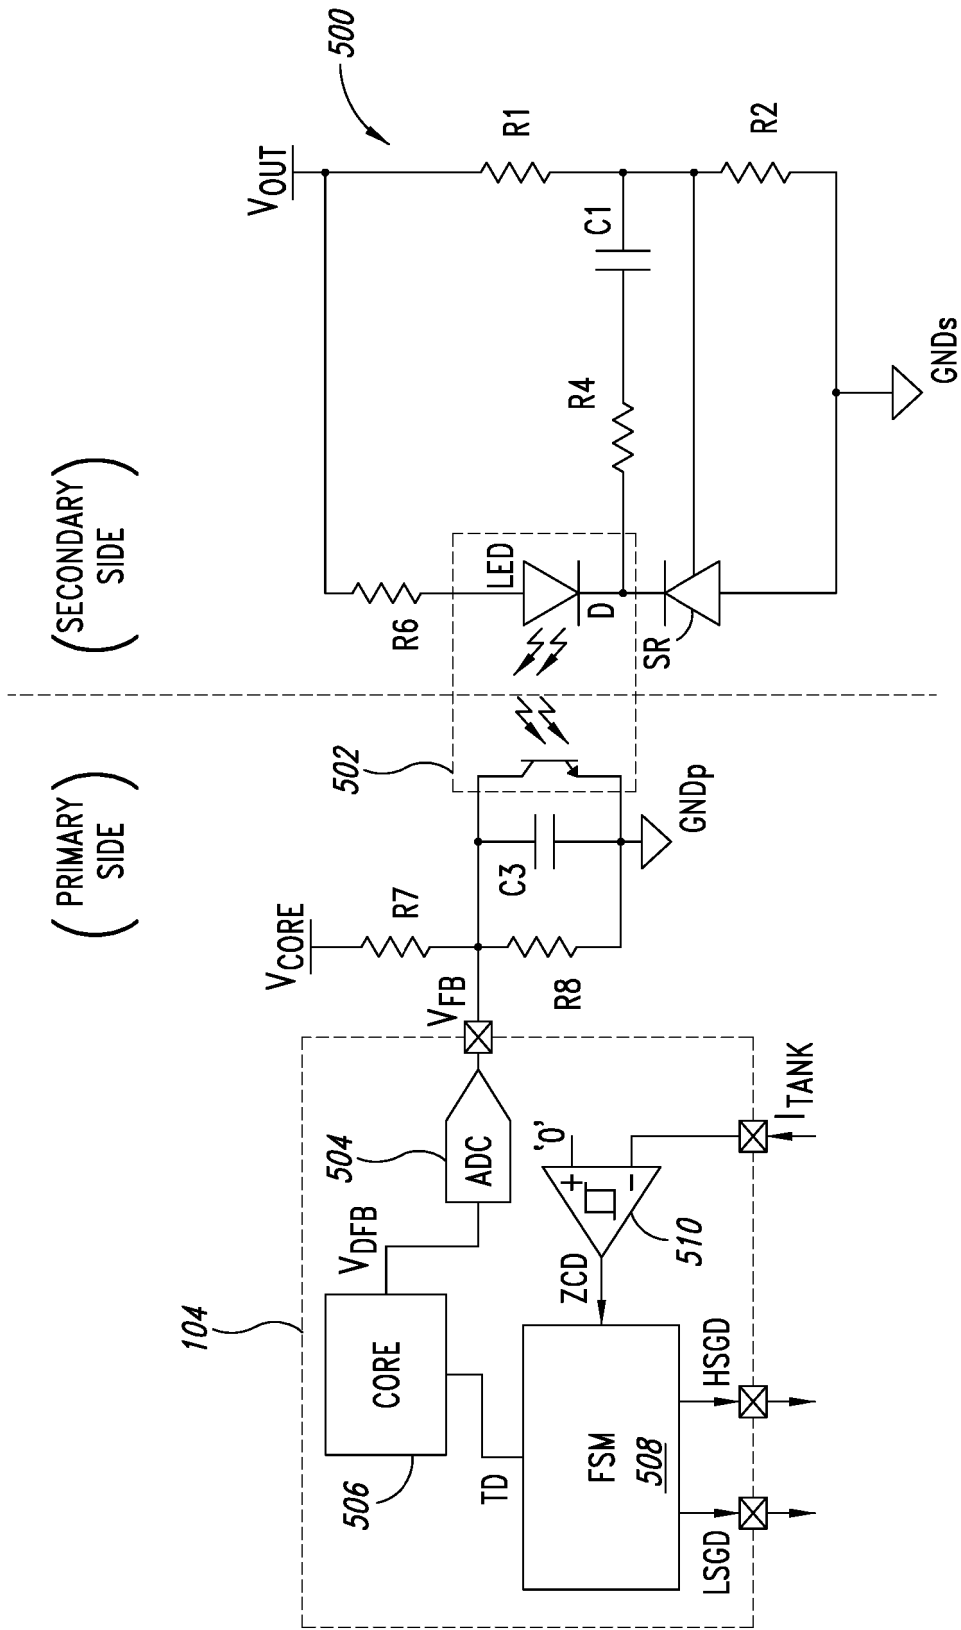 (PRIMARY SIDE)
(SECONDARY SIDE)
500
VOUT
R1
R2
C1
R4
R6
LED
D
SR
GNDs
502
VCORE
R7
VFB
R8
C3
GNDp
104
504
ADC
VDFB
CORE
506
TD
FSM
508
ZCD
'0'
+
−
510
ITANK
HSGD
LSGD